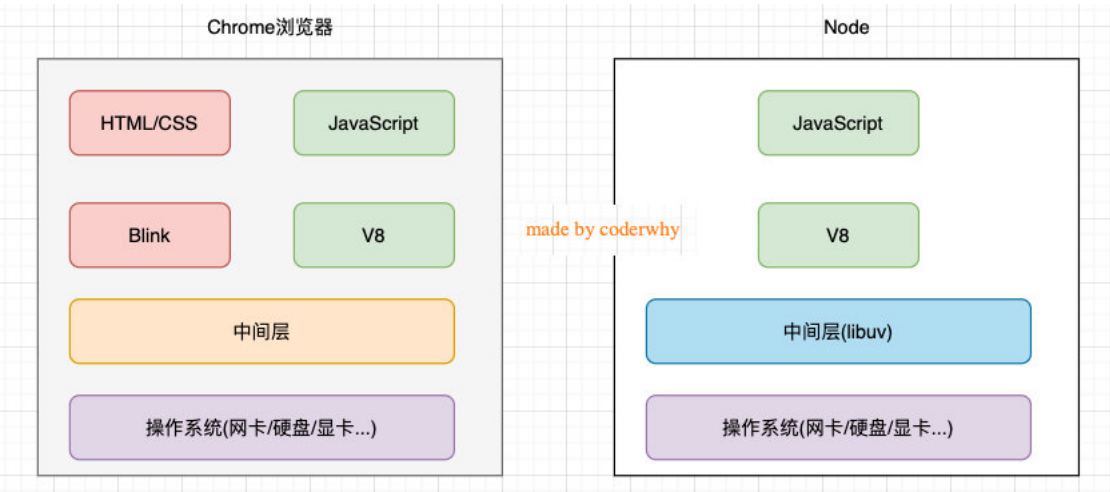 Chrome浏览器
HTML/CSS
JavaScript
Blink
V8
中间层
操作系统(网卡/硬盘/显卡...)
made by coderwhy
Node
JavaScript
V8
中间层(libuv)
操作系统(网卡/硬盘/显卡...)